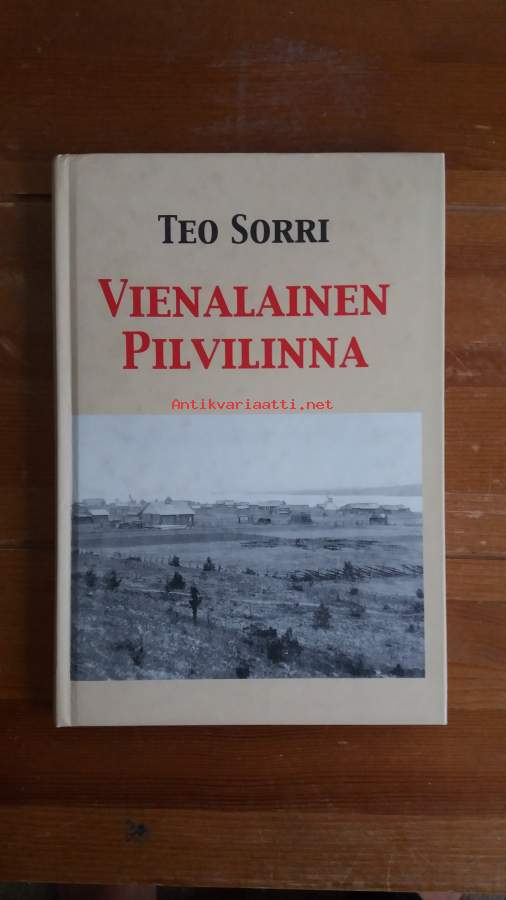 TEO SORRI
VIENALAINEN
PILVILINNA
Antikvariaatti.net